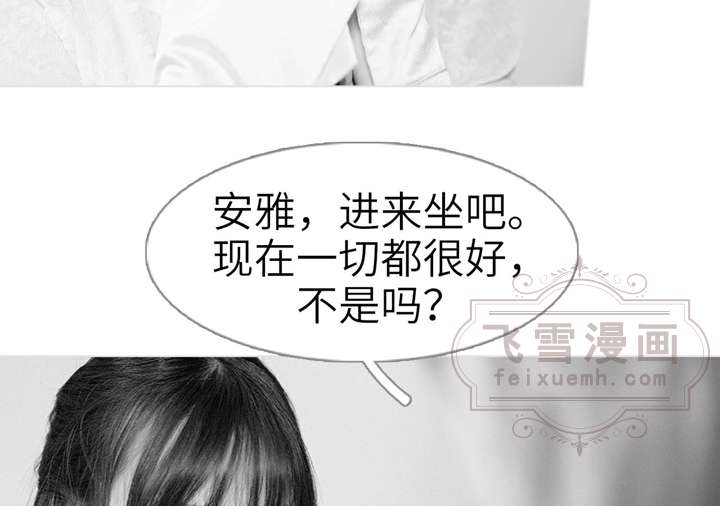 安雅，进来坐吧。
现在一切都很好，
不是吗？
飞雪漫画
feixuemh.com